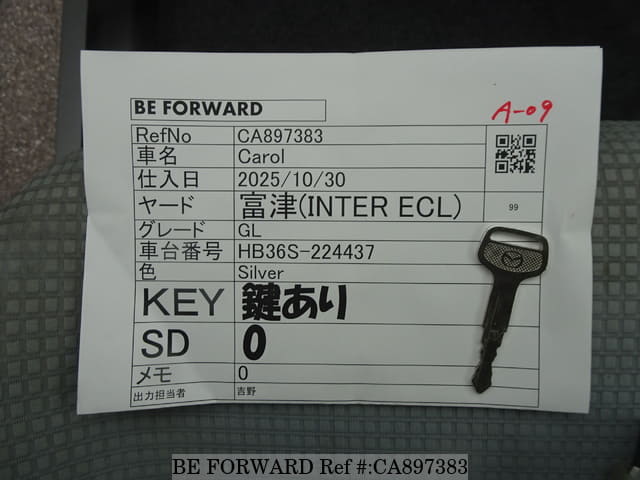 BE FORWARD
A-09
RefNo CA897383
車名 Carol
仕入日 2025/10/30
ヤード 富津(INTER ECL) 99
グレード GL
車台番号 HB36S-224437
色 Silver
KEY 鍵あり
SD 0
メモ 0
出力担当者 吉野
BE FORWARD Ref #:CA897383